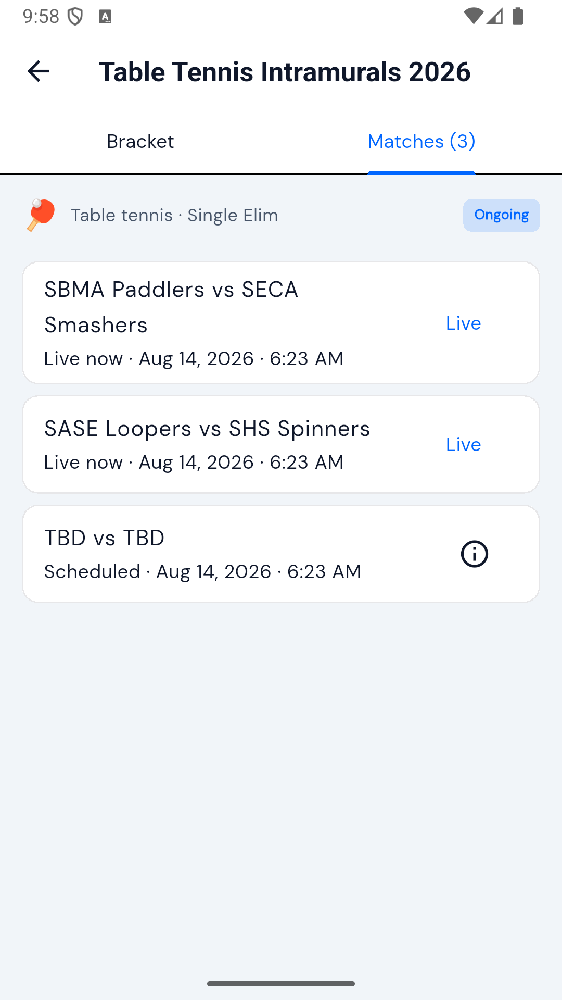 9:58
Table Tennis Intramurals 2026
Bracket
Matches (3)
Table tennis · Single Elim
Ongoing
SBMA Paddlers vs SECA
Smashers
Live now · Aug 14, 2026 · 6:23 AM
Live
SASE Loopers vs SHS Spinners
Live now · Aug 14, 2026 · 6:23 AM
Live
TBD vs TBD
Scheduled · Aug 14, 2026 · 6:23 AM